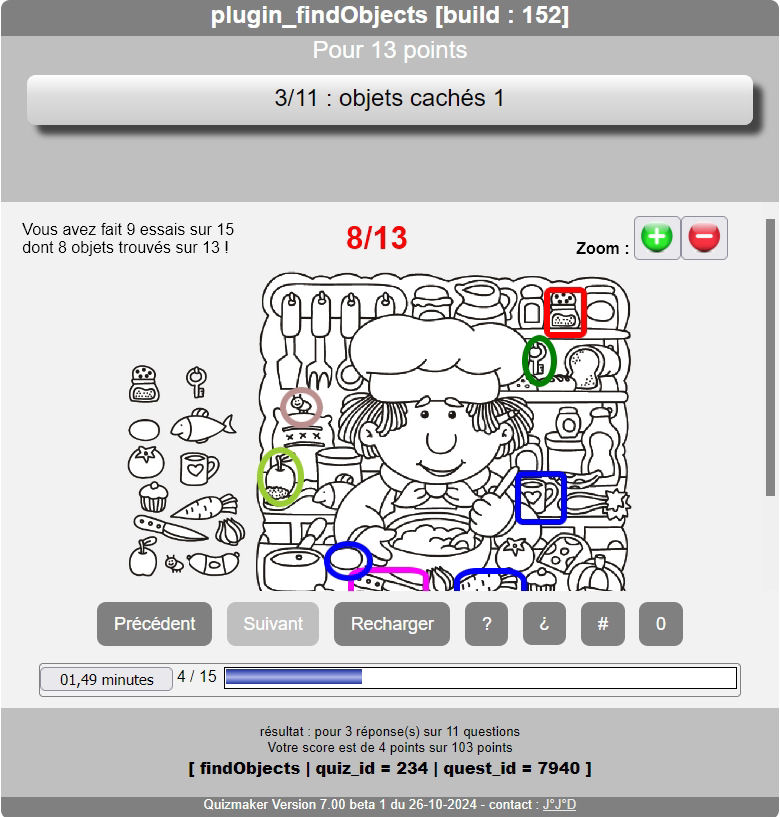 plugin_findObjects [build : 152]
Pour 13 points
3/11 : objets cachés 1
Vous avez fait 9 essais sur 15
dont 8 objets trouvés sur 13 !
8/13
Zoom :
Précédent
Suivant
Recharger
?
¿
#
0
01,49 minutes
4 / 15
résultat : pour 3 réponse(s) sur 11 questions
Votre score est de 4 points sur 103 points
[ findObjects | quiz_id = 234 | quest_id = 7940 ]
Quizmaker Version 7.00 beta 1 du 26-10-2024 - contact : J°J°D